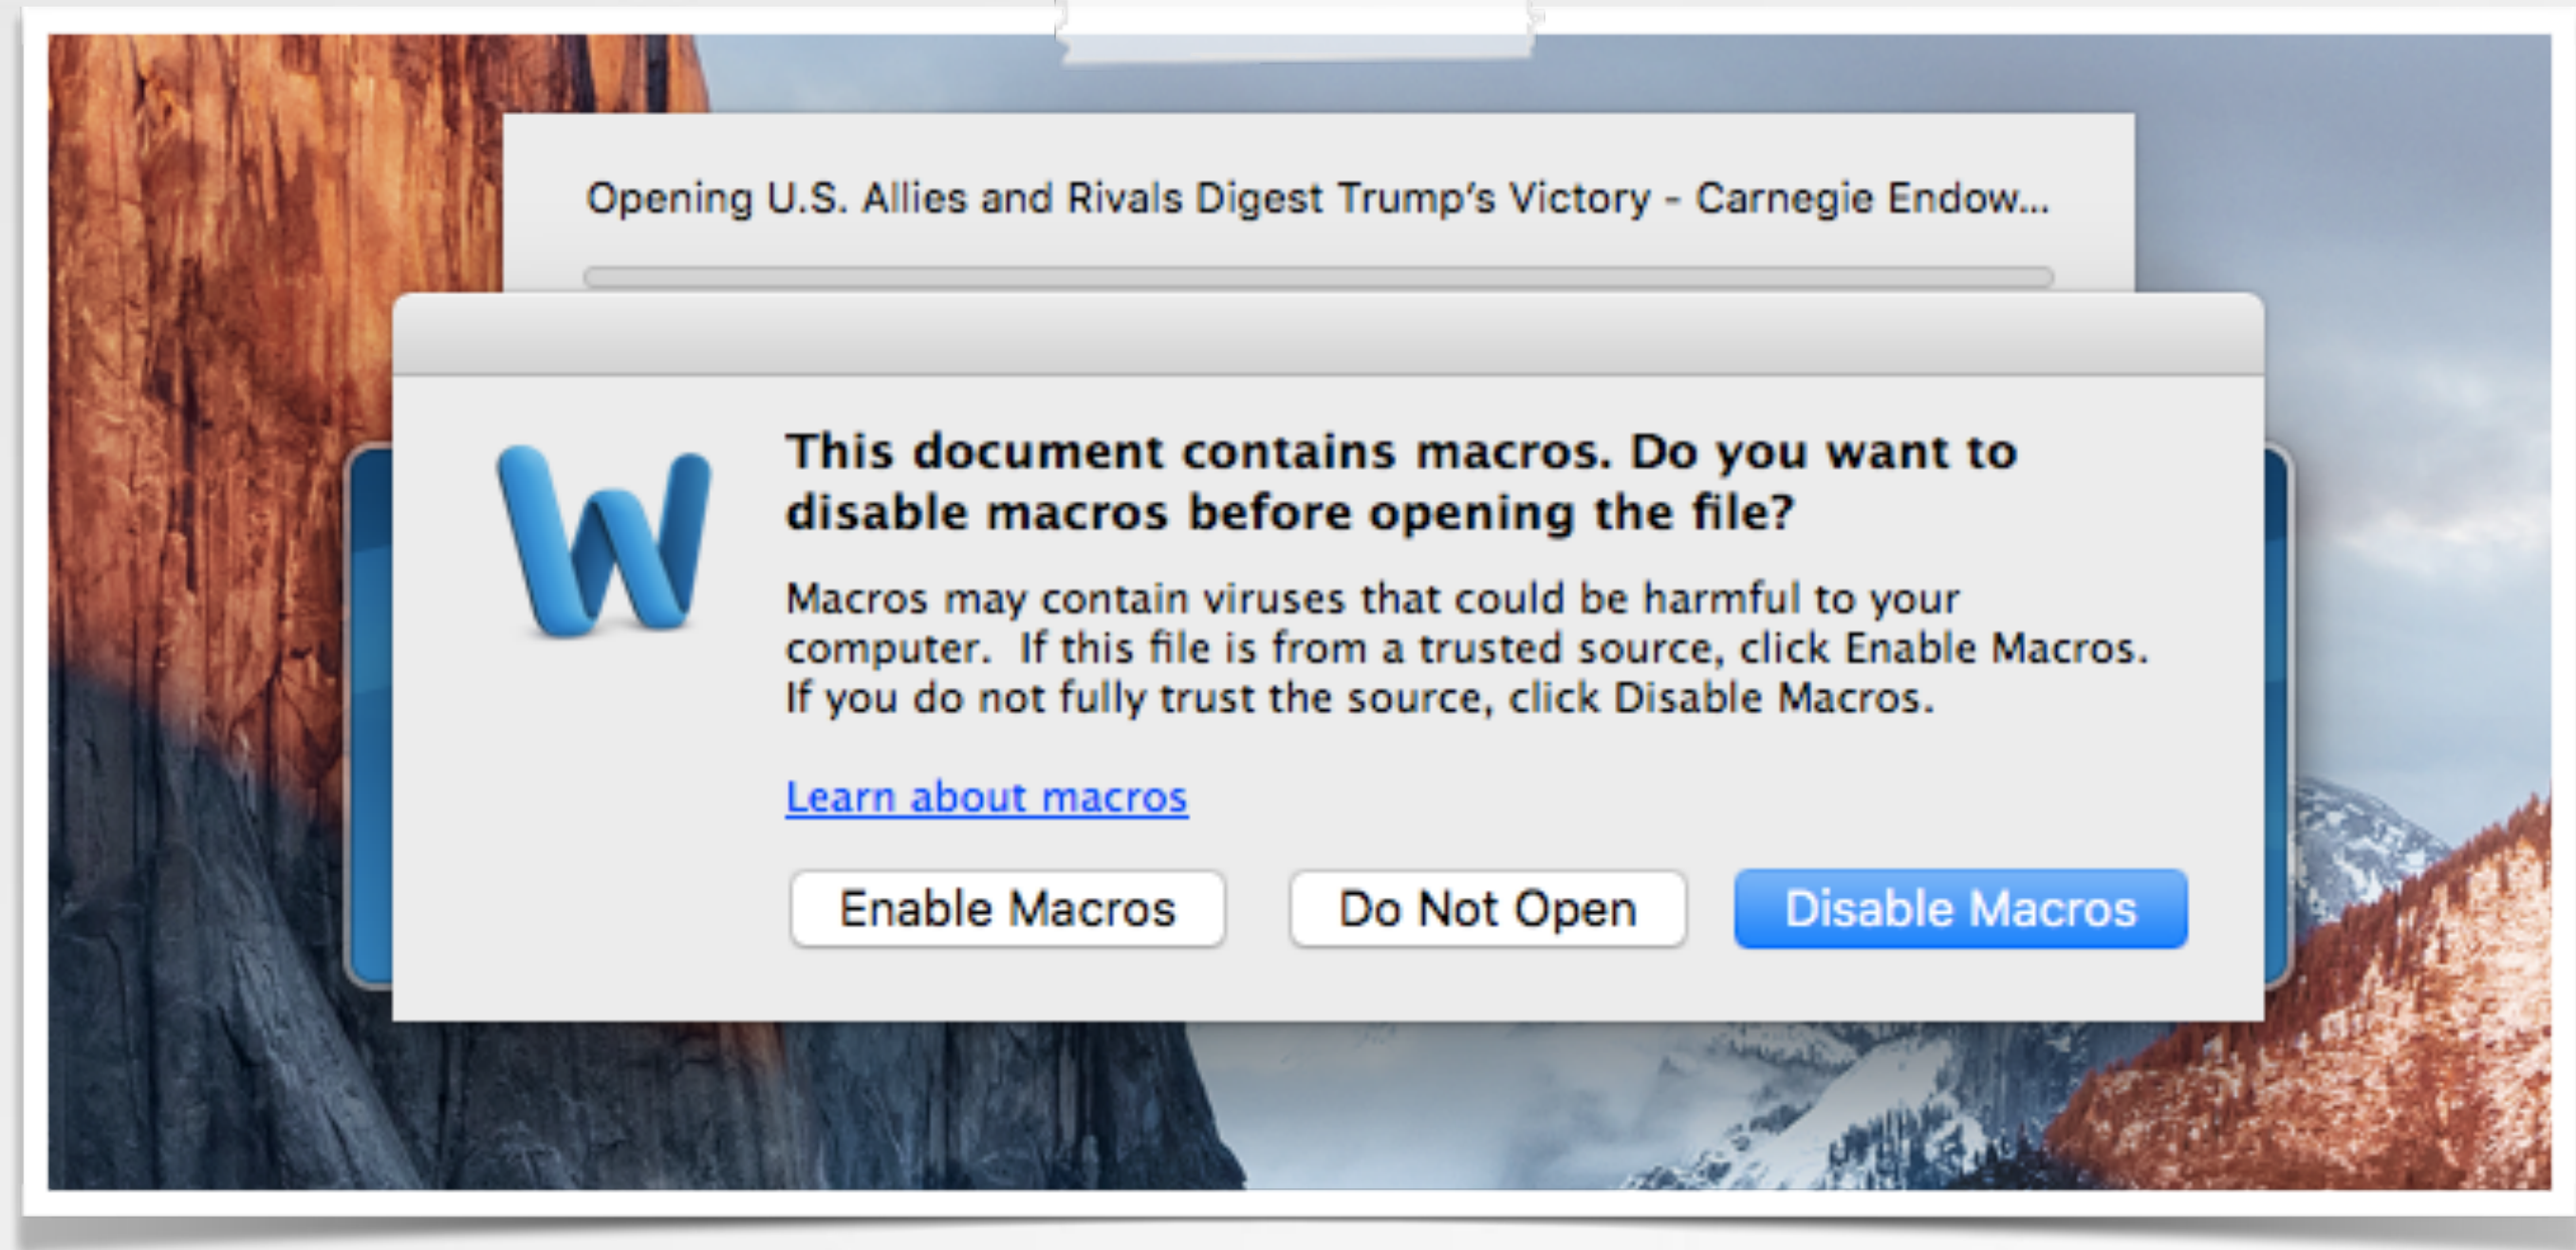 Opening U.S. Allies and Rivals Digest Trump’s Victory - Carnegie Endow...
This document contains macros. Do you want to
disable macros before opening the file?
Macros may contain viruses that could be harmful to your
computer.  If this file is from a trusted source, click Enable Macros.
If you do not fully trust the source, click Disable Macros.
Learn about macros
Enable Macros
Do Not Open
Disable Macros